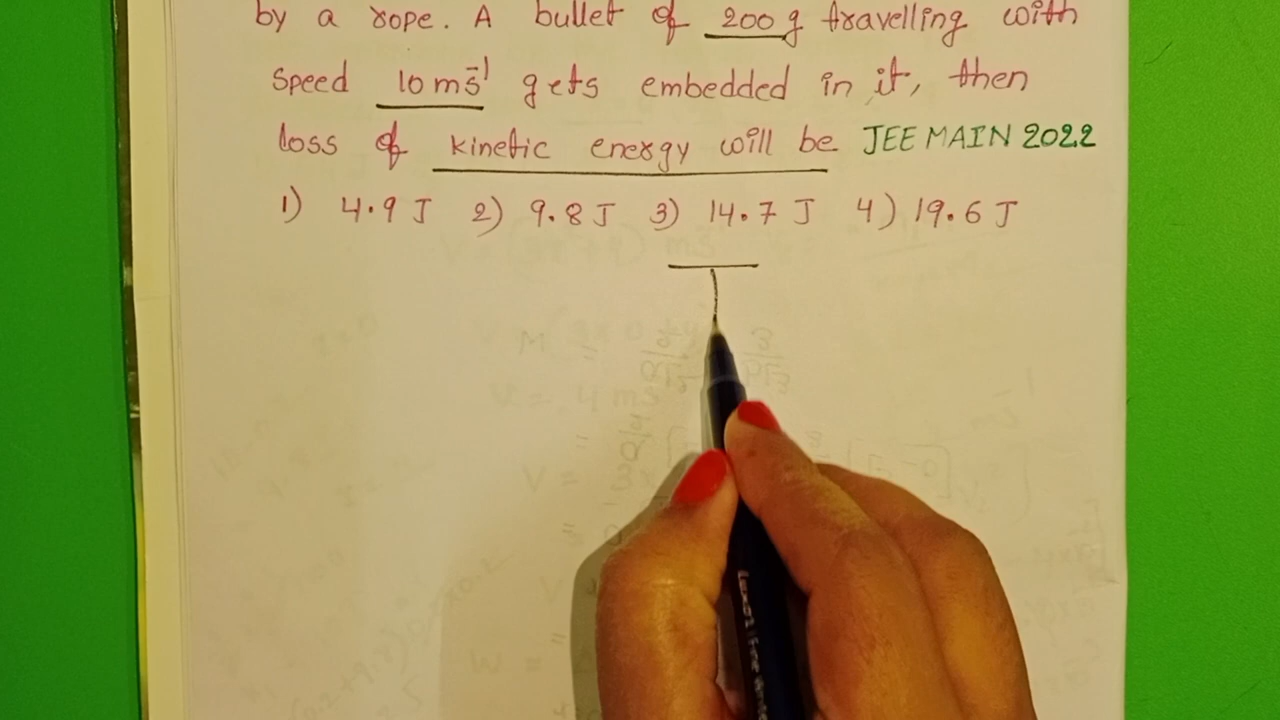 by a rope. A bullet of 200 g travelling with
speed 10 ms⁻¹ gets embedded in it, then
loss of kinetic energy will be JEE MAIN 2022
1) 4.9 J 2) 9.8 J 3) 14.7 J 4) 19.6 J